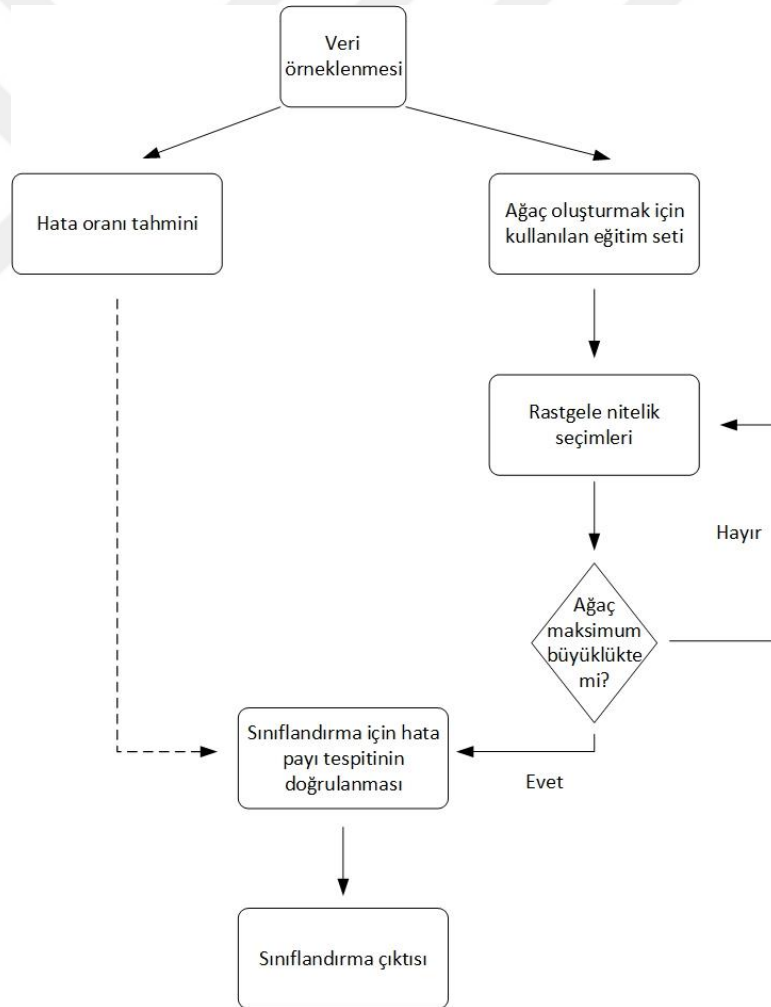 Veri
örneklenmesi
Hata oranı tahmini
Ağaç oluşturmak için
kullanılan eğitim seti
Rastgele nitelik
seçimleri
Hayır
Ağaç
maksimum
büyüklükte
mi?
Evet
Sınıflandırma için hata
payı tespitinin
doğrulanması
Sınıflandırma çıktısı